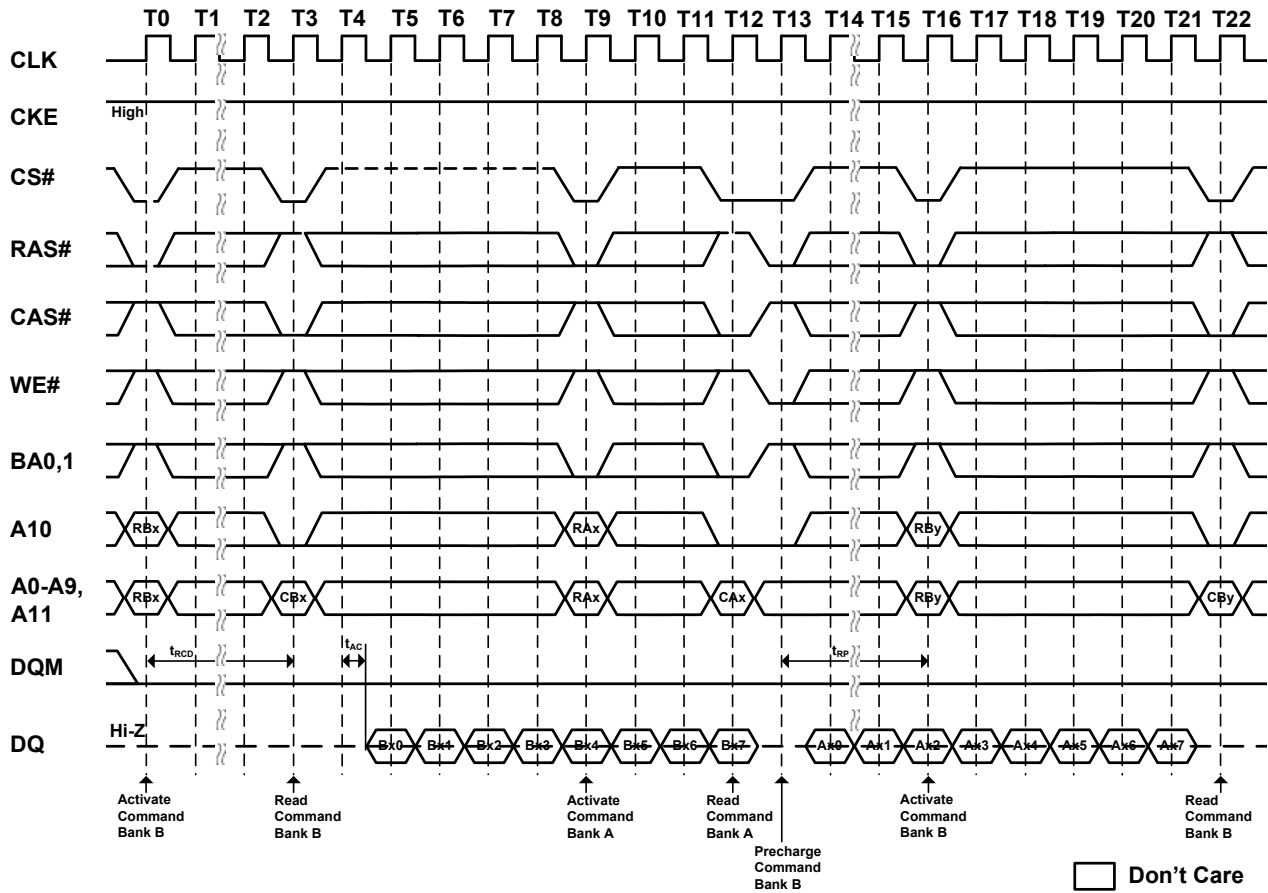 T0 T1 T2 T3 T4 T5 T6 T7 T8 T9 T10 T11 T12 T13 T14 T15 T16 T17 T18 T19 T20 T21 T22
CLK
CKE High
CS#
RAS#
CAS#
WE#
BA0,1
A10 RBx RAx RBy
A0-A9,
A11
RBx CBx RAx CAx RBy CBy
DQM tRCD tAC tRP
DQ Hi-Z Bx0 Bx1 Bx2 Bx3 Bx4 Bx5 Bx6 Bx7 Ax0 Ax1 Ax2 Ax3 Ax4 Ax5 Ax6 Ax7
Activate
Command
Bank B
Read
Command
Bank B
Activate
Command
Bank A
Read
Command
Bank A
Precharge
Command
Bank B
Activate
Command
Bank B
Read
Command
Bank B
Don't Care